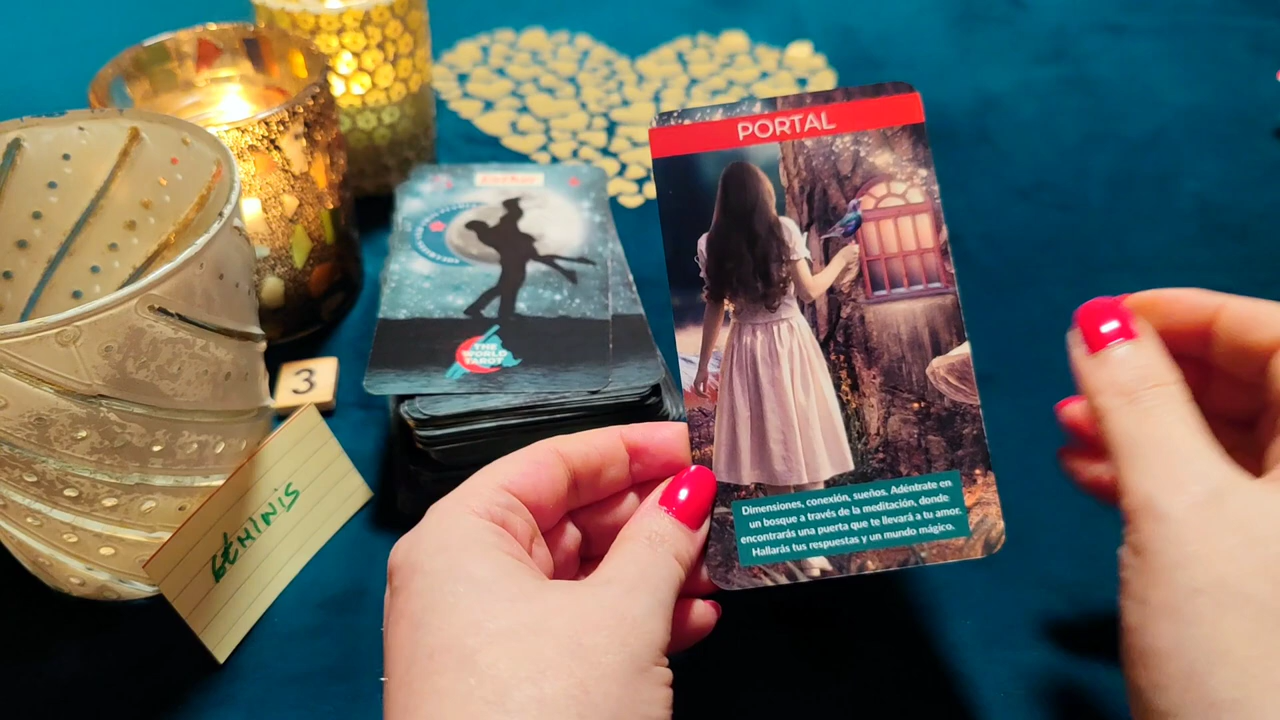 PORTAL
THE
WORLD
TAROT
3
GEMINIS
Dimensiones, conexión, sueños. Adéntrate en
un bosque a través de la meditación, donde
encontrarás una puerta que te llevará a tu amor.
Hallarás tus respuestas y un mundo mágico.